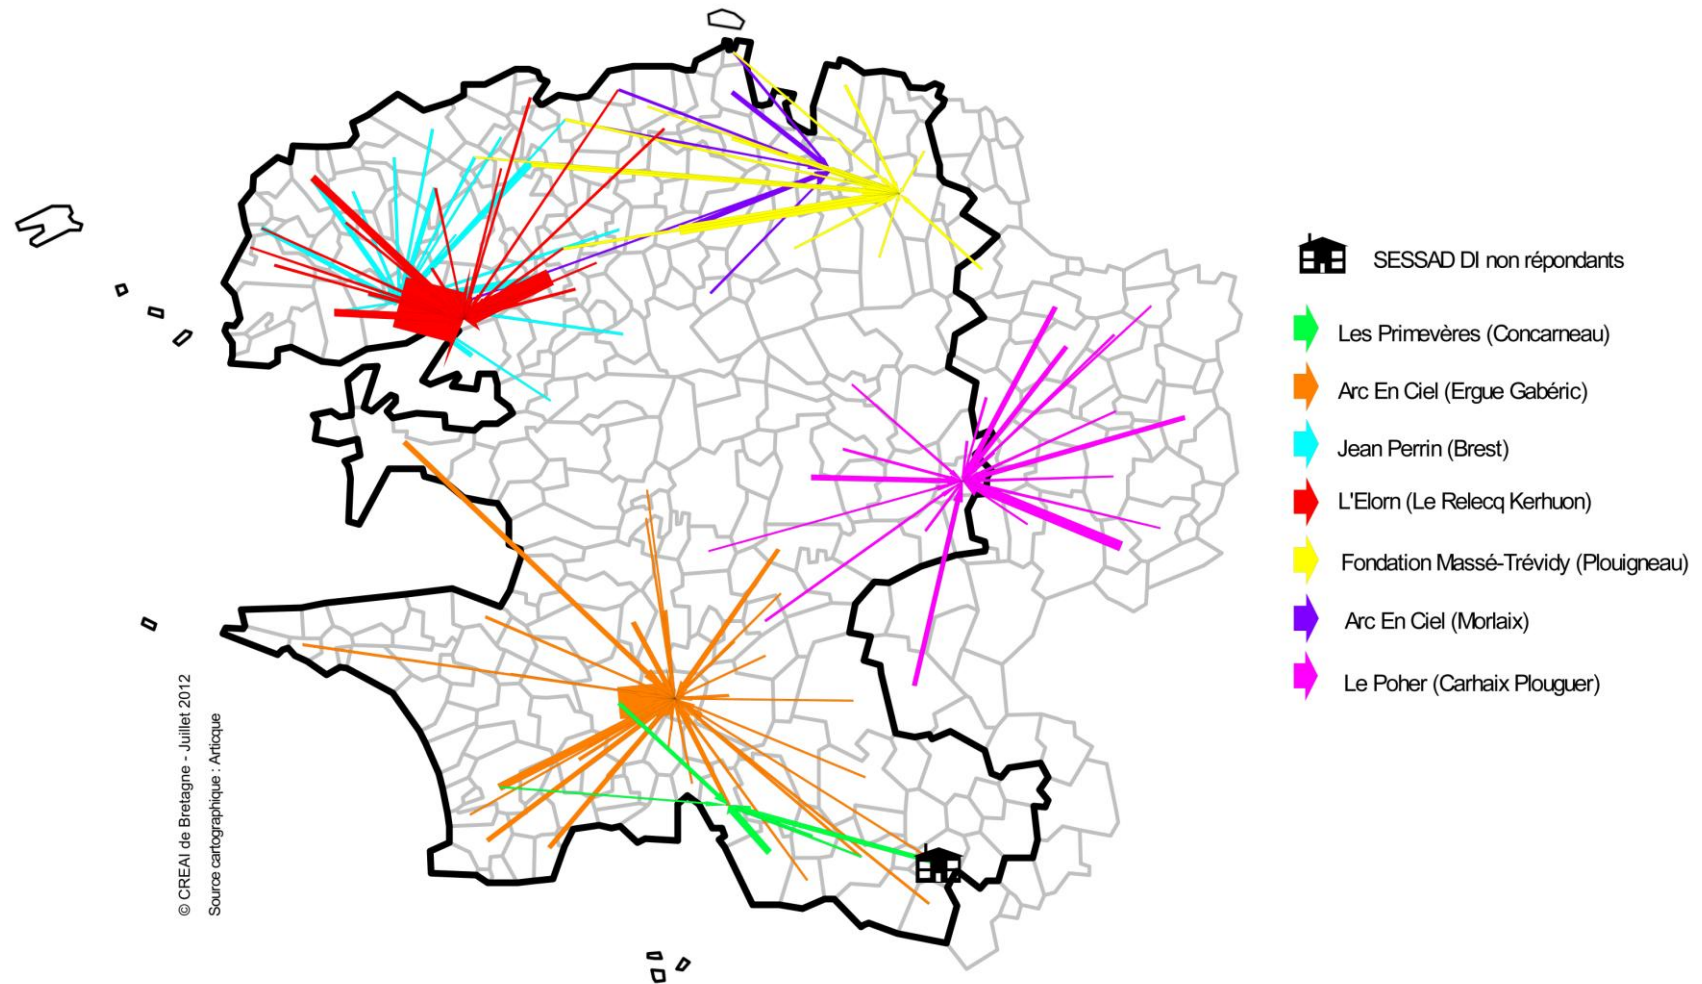 SESSAD DI non répondants
Les Primevères (Concarneau)
Arc En Ciel (Ergue Gabéric)
Jean Perrin (Brest)
L'Elorn (Le Relecq Kerhuon)
Fondation Massé-Trévidy (Plouigneau)
Arc En Ciel (Morlaix)
Le Poher (Carhaix Plouguer)
© CREAI de Bretagne - Juillet 2012
Source cartographique : Articque